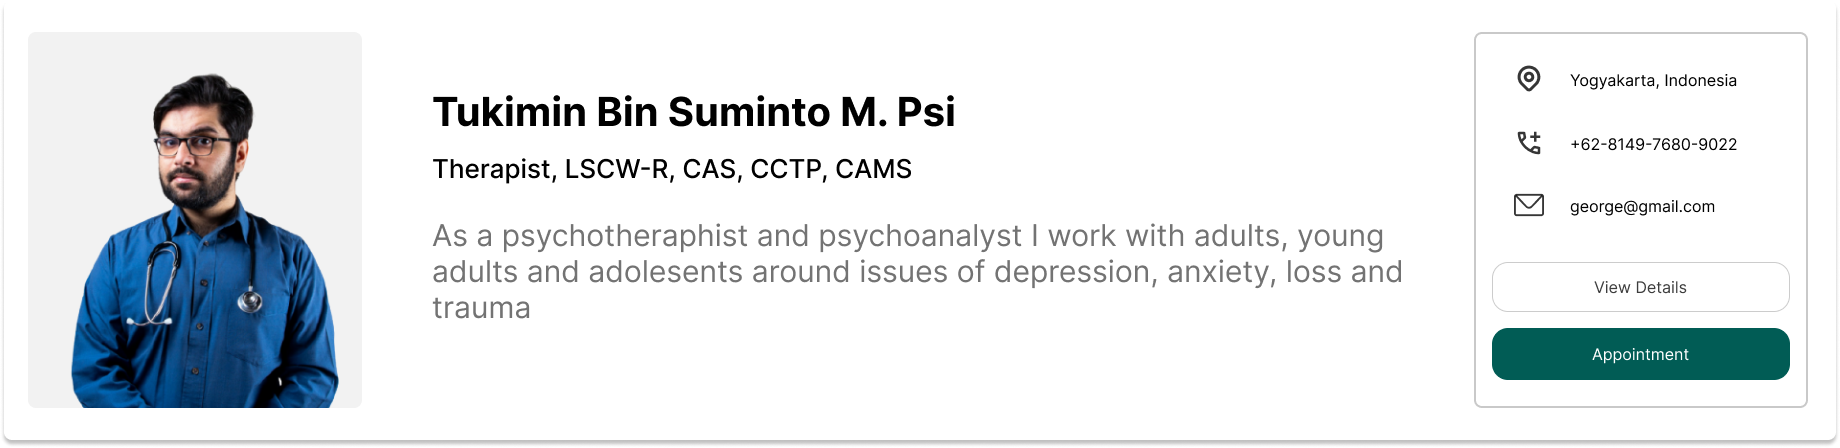 Tukimin Bin Suminto M. Psi
Therapist, LSCW-R, CAS, CCTP, CAMS
As a psychotheraphist and psychoanalyst I work with adults, young
adults and adolesents around issues of depression, anxiety, loss and
trauma
Yogyakarta, Indonesia
+62-8149-7680-9022
george@gmail.com
View Details
Appointment